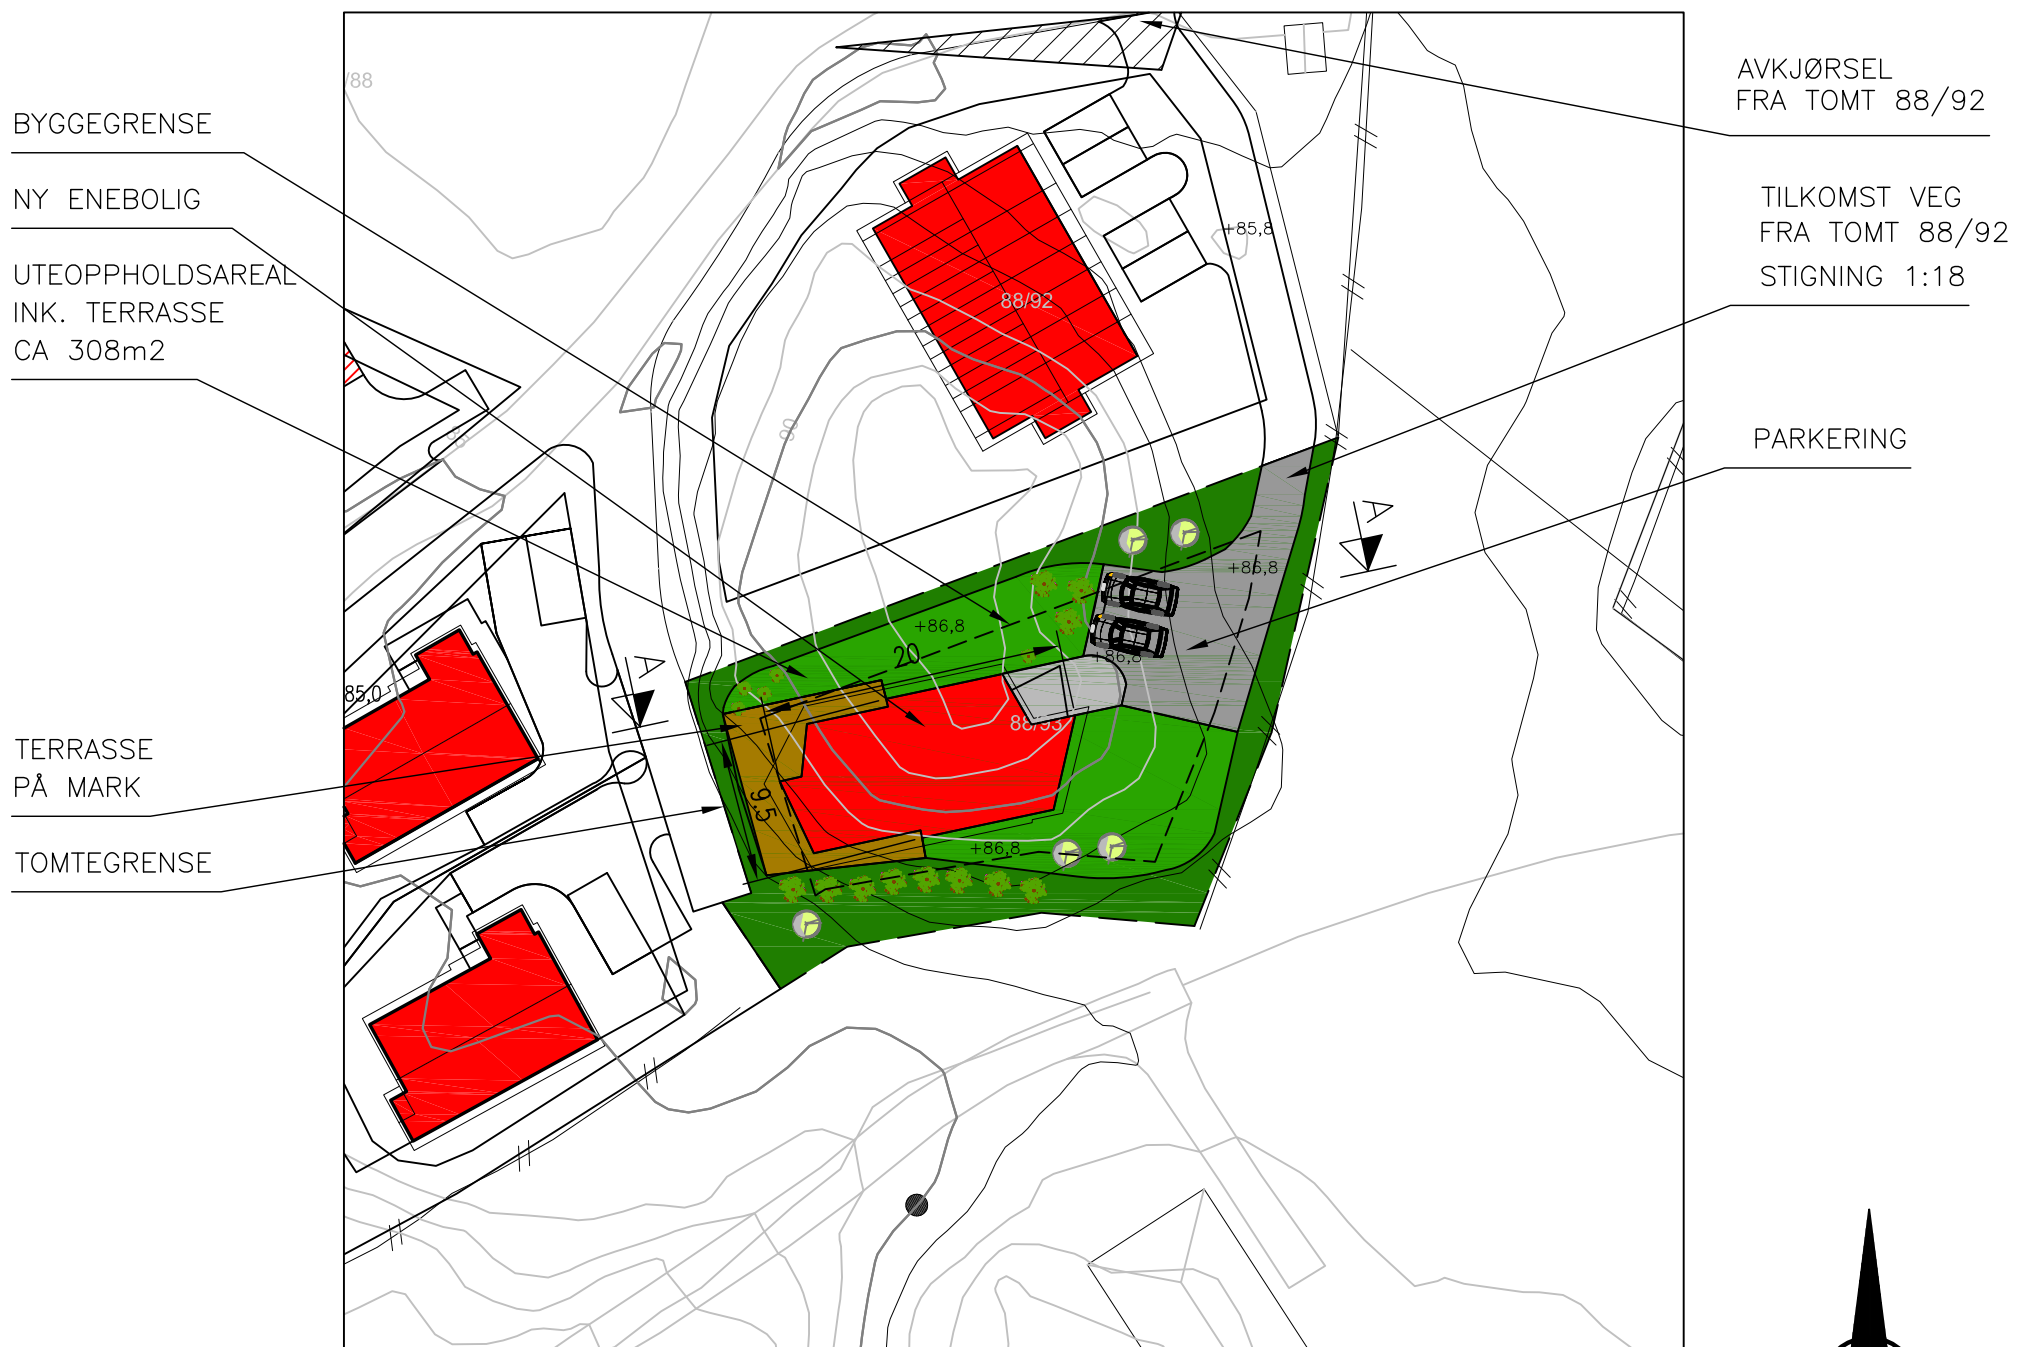 BYGGEGRENSE
NY ENEBOLIG
UTEOPPHOLDSAREAL
INK. TERRASSE
CA 308m2
TERRASSE
PÅ MARK
TOMTEGRENSE
/88
88/92
+85,8
90
+86,8
+86,8
+86,8
20
88/93
9,5
+86,8
85,0
A
A
AVKJØRSEL
FRA TOMT 88/92
TILKOMST VEG
FRA TOMT 88/92
STIGNING 1:18
PARKERING